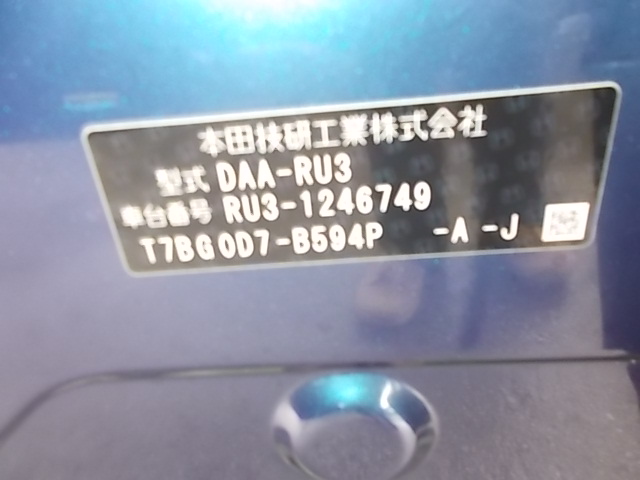 本田技研工業株式会社
型式 DAA-RU3
車台番号 RU3-1246749
T7BG0D7-B594P -A -J